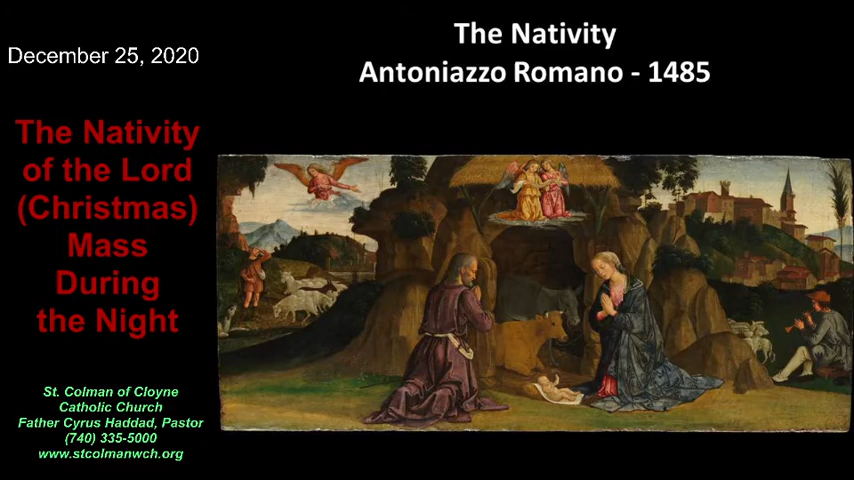 December 25, 2020
The Nativity
of the Lord
(Christmas)
Mass
During
the Night
St. Colman of Cloyne
Catholic Church
Father Cyrus Haddad, Pastor
(740) 335-5000
www.stcolmanwch.org
The Nativity
Antoniazzo Romano - 1485